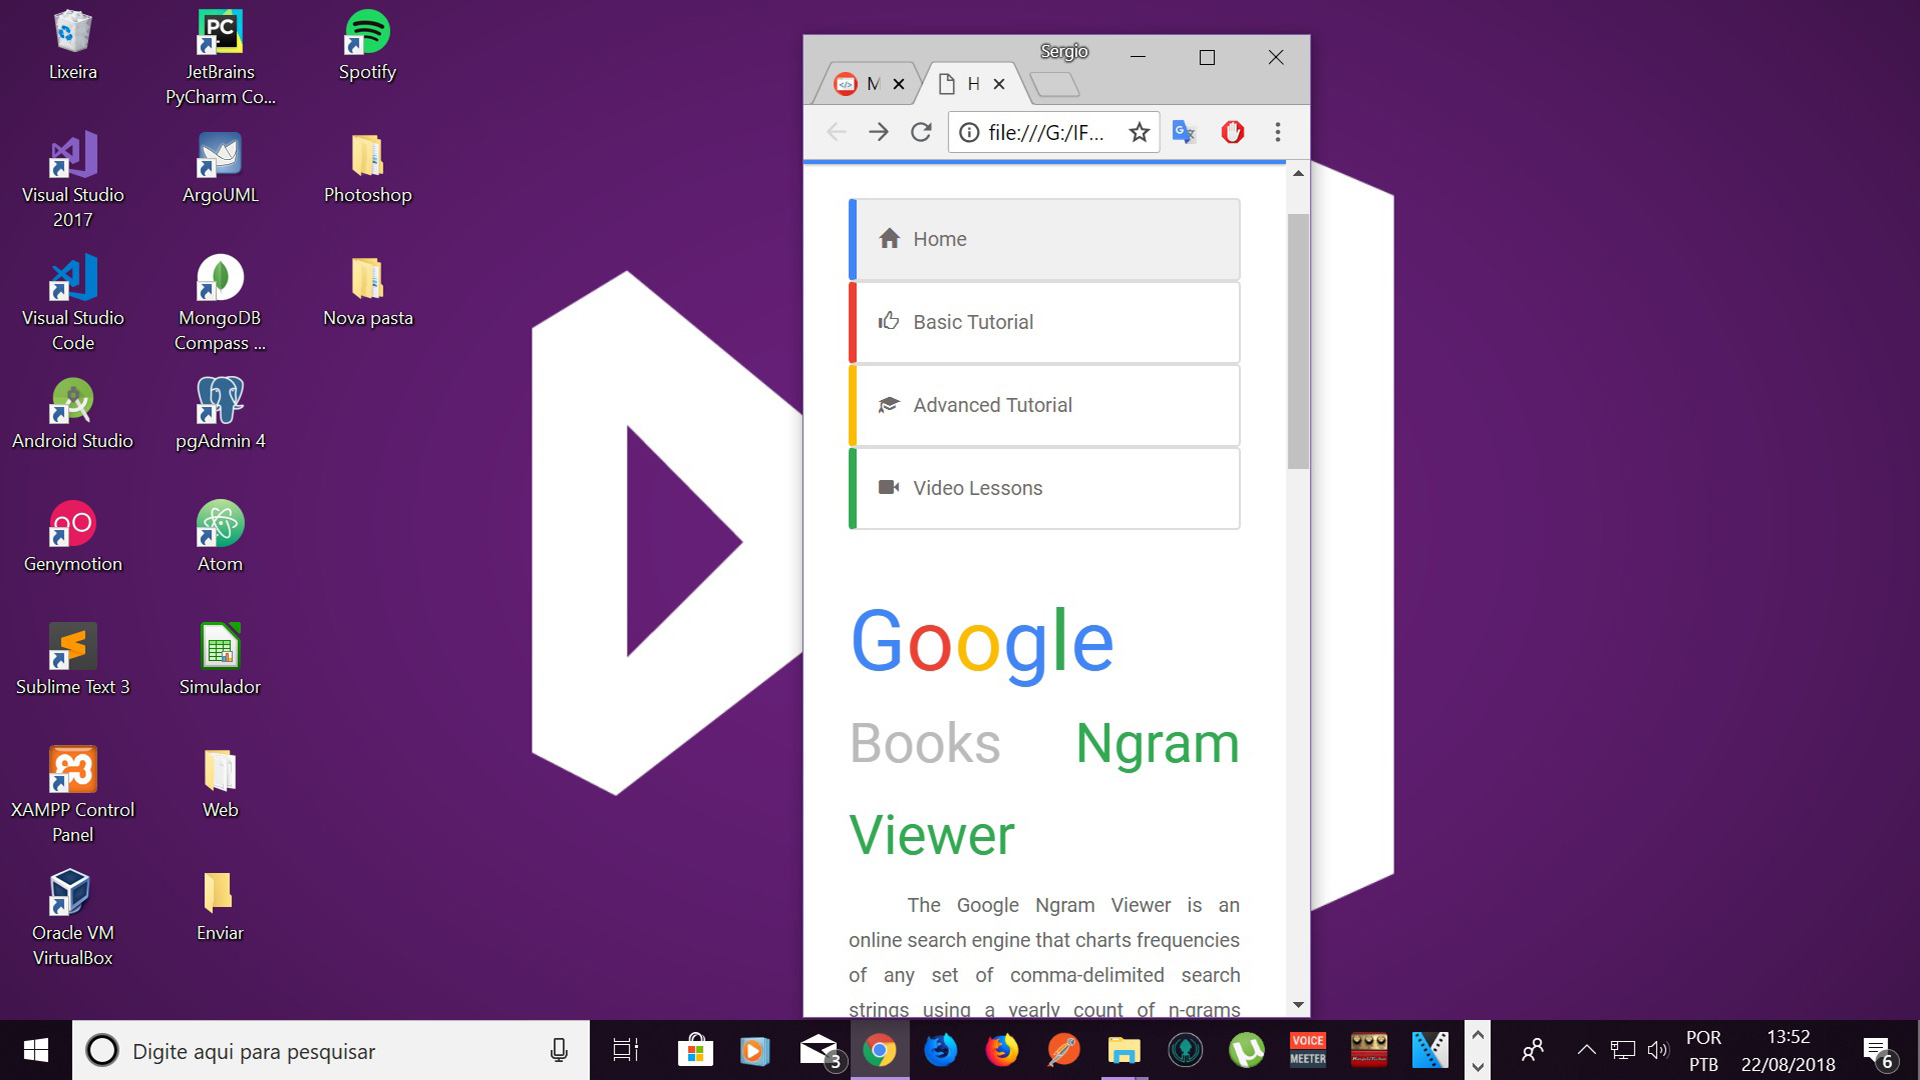 Lixeira
JetBrains
PyCharm Co...
Spotify
Visual Studio
2017
ArgoUML
Photoshop
Visual Studio
Code
MongoDB
Compass ...
Nova pasta
Android Studio
pgAdmin 4
Genymotion
Atom
Sublime Text 3
Simulador
XAMPP Control
Panel
Web
Oracle VM
VirtualBox
Enviar
PC
Sergio
M
H
file:///G:/IF...
Home
Basic Tutorial
Advanced Tutorial
Video Lessons
Google
Books Ngram
Viewer
The Google Ngram Viewer is an
online search engine that charts frequencies
of any set of comma-delimited search
strings using a yearly count of n-grams
Digite aqui para pesquisar
3
VOICE
MEETER
POR
PTB
13:52
22/08/2018
6